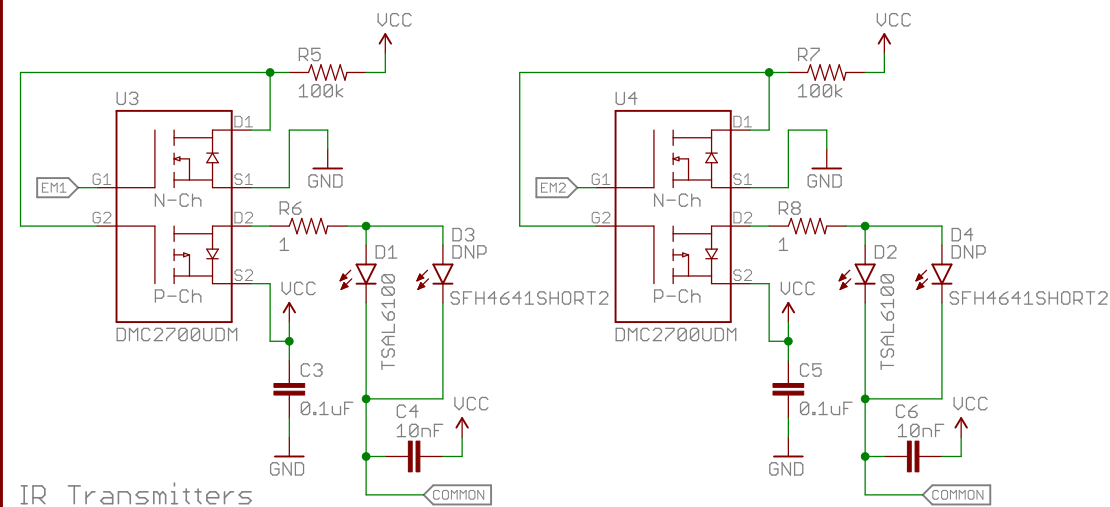 VCC
R5
100k
U3
D1
G1
S1
EM1
GND
N-Ch
G2
D2
R6
1
D3
DNP
D1
S2
P-Ch
VCC
SFH4641SHORT2
TSAL6100
DMC2700UDM
C3
0.1uF
C4
10nF
VCC
GND
COMMON
VCC
R7
100k
U4
D1
G1
S1
EM2
GND
N-Ch
G2
D2
R8
1
D4
DNP
D2
S2
P-Ch
VCC
SFH4641SHORT2
TSAL6100
DMC2700UDM
C5
0.1uF
C6
10nF
VCC
GND
COMMON
IR Transmitters